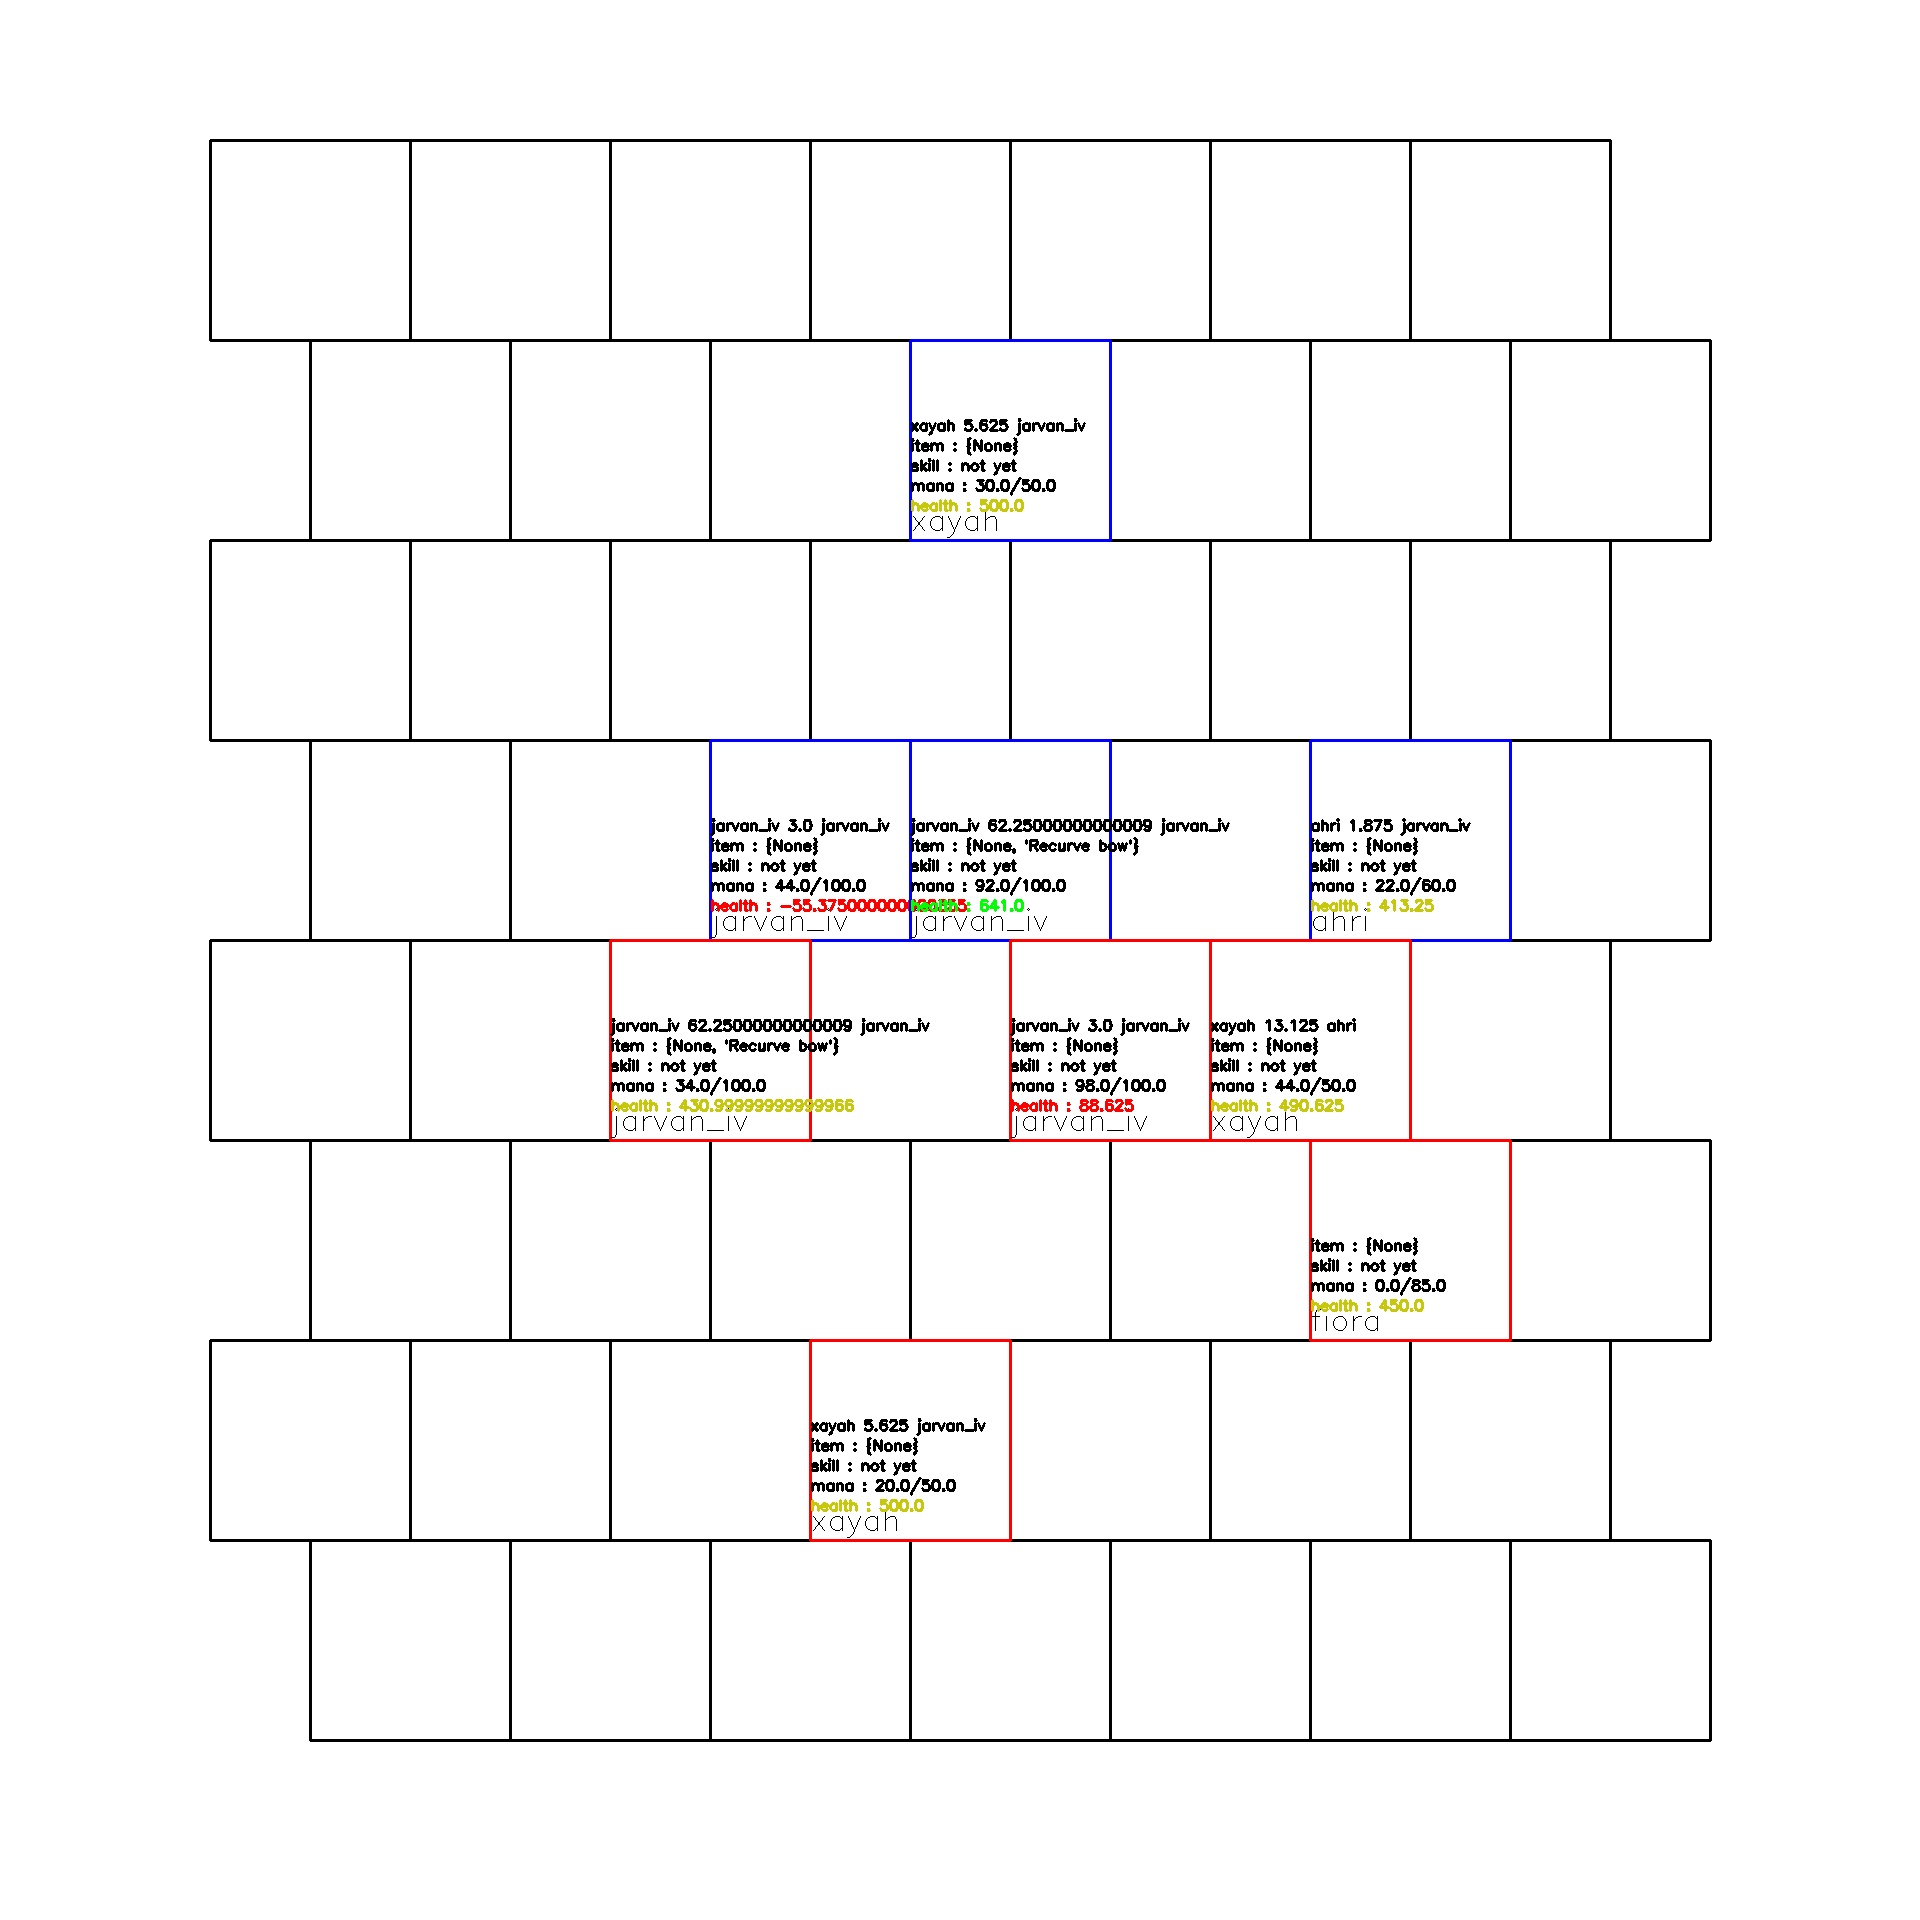 xayah 5.625 jarvan_iv
item : {None}
skill : not yet
mana : 30.0/50.0
health : 500.0
xayah
jarvan_iv 3.0 jarvan_iv
item : {None}
skill : not yet
mana : 44.0/100.0
health :
jarvan_iv
jarvan_iv 62.25000000000009 jarvan_iv
item : {None, 'Recurve bow'}
skill : not yet
mana : 92.0/100.0
health : 641.0
jarvan_iv
ahri 1.875 jarvan_iv
item : {None}
skill : not yet
mana : 22.0/60.0
health : 413.25
ahri
jarvan_iv 62.25000000000009 jarvan_iv
item : {None, 'Recurve bow'}
skill : not yet
mana : 34.0/100.0
health : 430.99999999999966
jarvan_iv
jarvan_iv 3.0 jarvan_iv
item : {None}
skill : not yet
mana : 98.0/100.0
health : 88.625
jarvan_iv
xayah 13.125 ahri
item : {None}
skill : not yet
mana : 44.0/50.0
health : 490.625
xayah
item : {None}
skill : not yet
mana : 0.0/85.0
health : 450.0
fiora
xayah 5.625 jarvan_iv
item : {None}
skill : not yet
mana : 20.0/50.0
health : 500.0
xayah